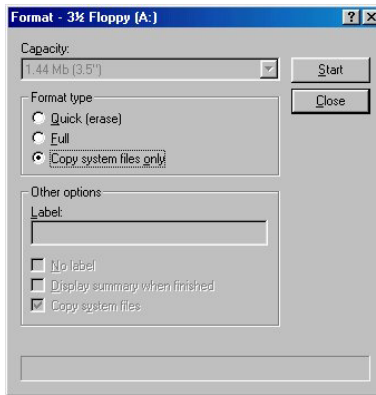 Format - 3½ Floppy (A:)
Capacity:
1.44 Mb (3.5")
Start
Format type
Close
Quick (erase)
Full
Copy system files only
Other options
Label:
No label
Display summary when finished
Copy system files